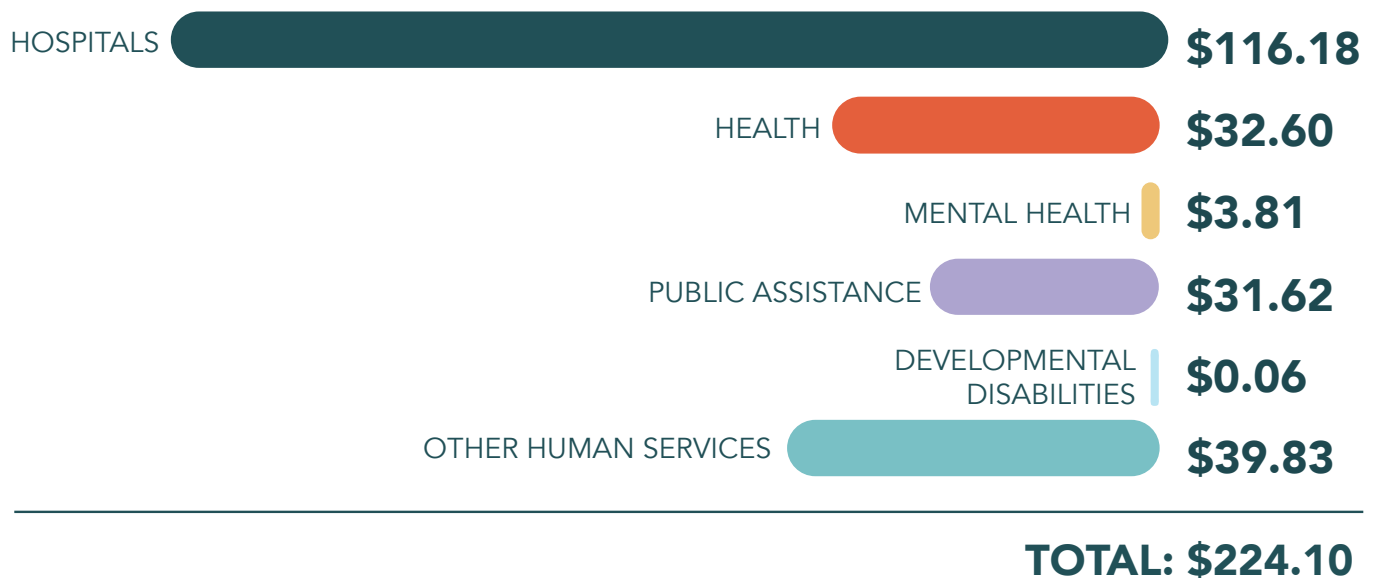 HOSPITALS $116.18
HEALTH $32.60
MENTAL HEALTH $3.81
PUBLIC ASSISTANCE $31.62
DEVELOPMENTAL
DISABILITIES $0.06
OTHER HUMAN SERVICES $39.83
TOTAL: $224.10